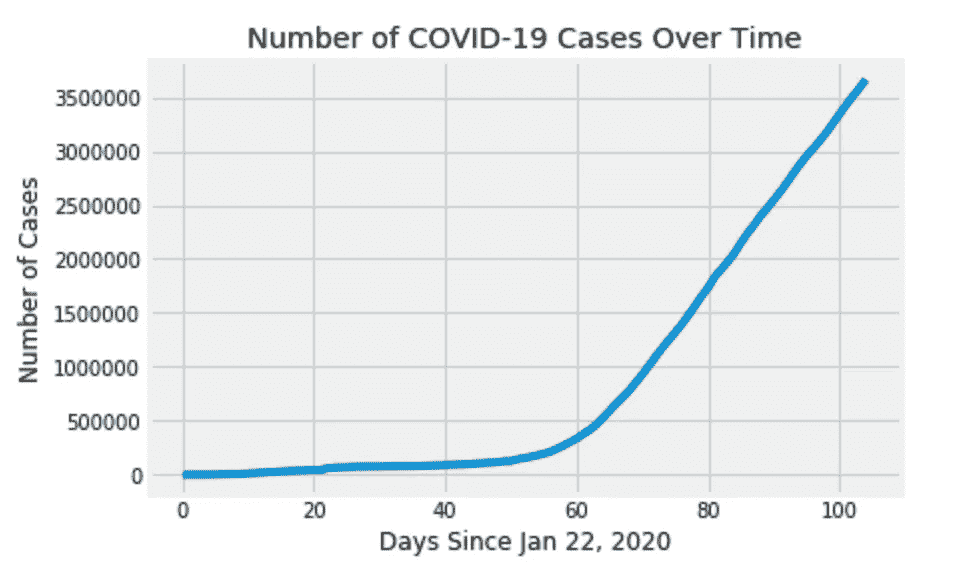 Number of COVID-19 Cases Over Time
3500000
3000000
2500000
2000000
1500000
1000000
500000
0
Number of Cases
0 20 40 60 80 100
Days Since Jan 22, 2020